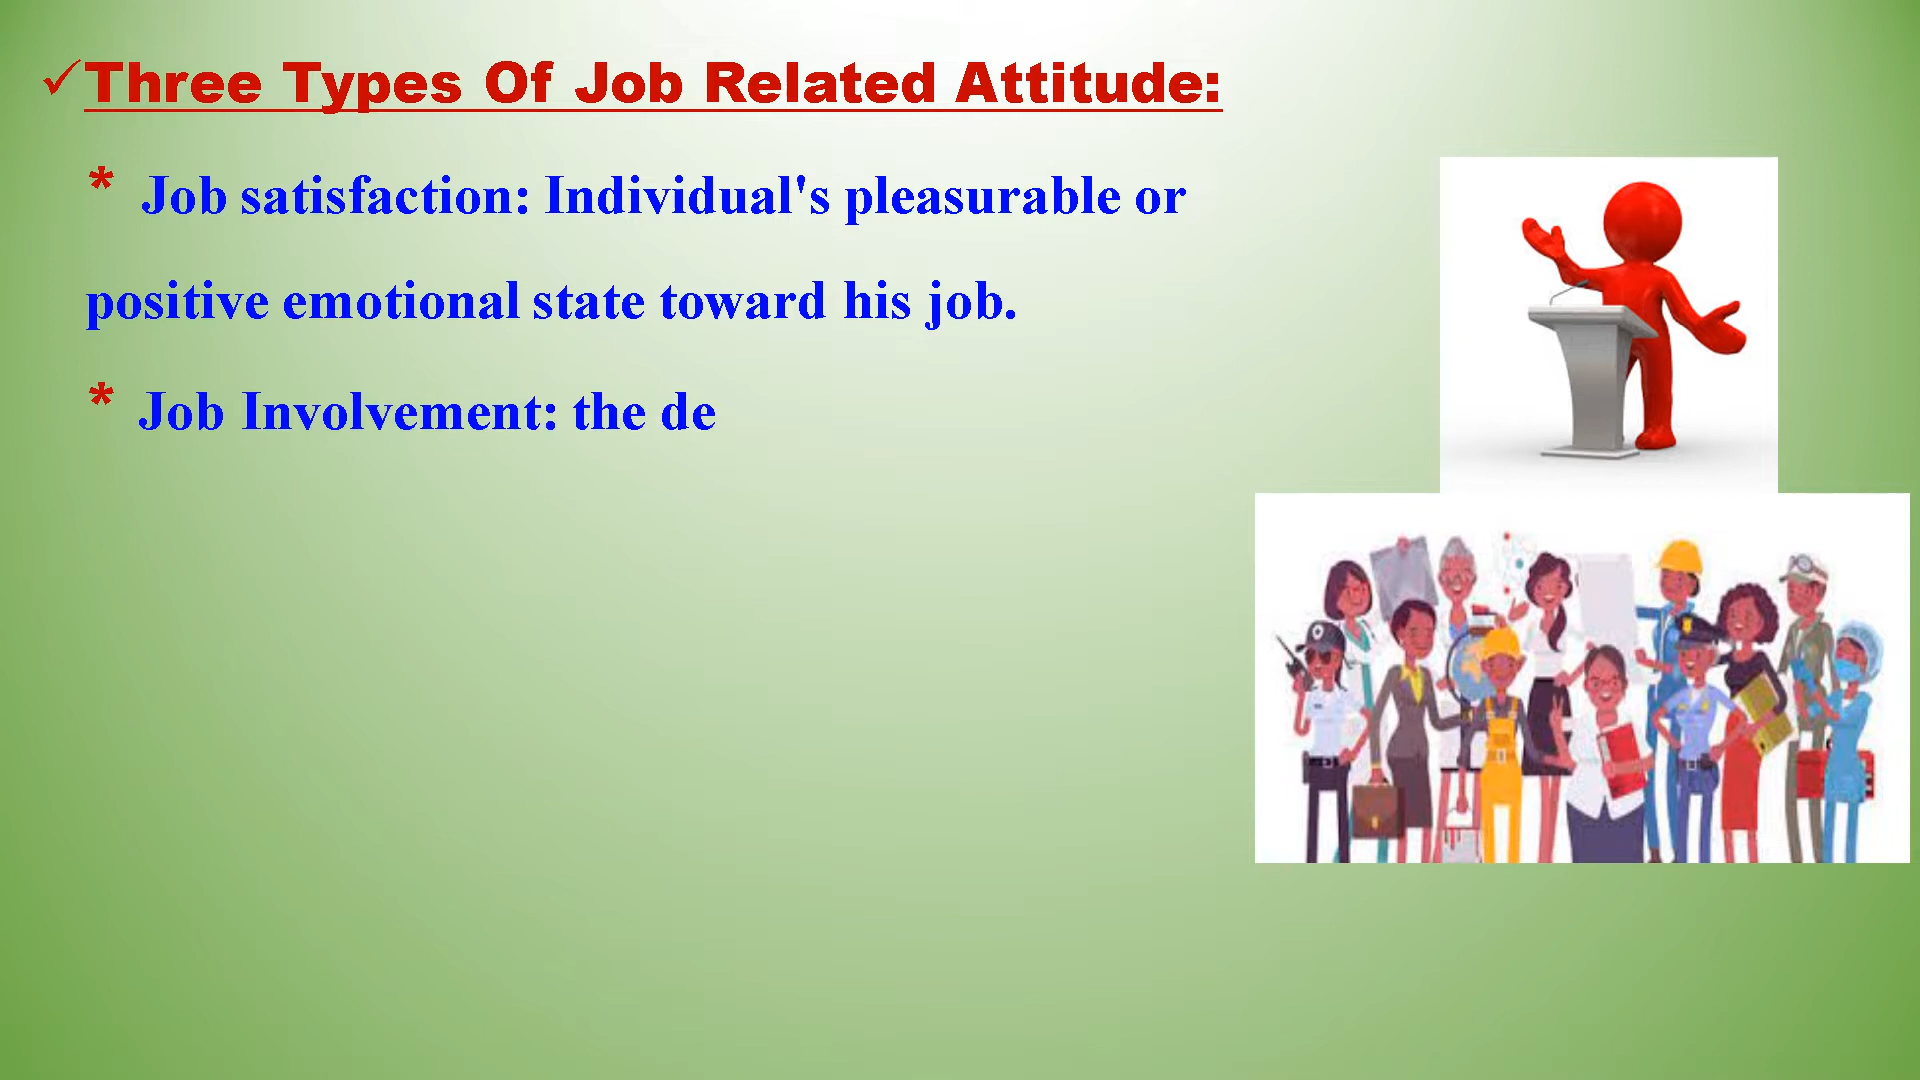 ✓Three Types Of Job Related Attitude:
* Job satisfaction: Individual's pleasurable or
positive emotional state toward his job.
* Job Involvement: the de